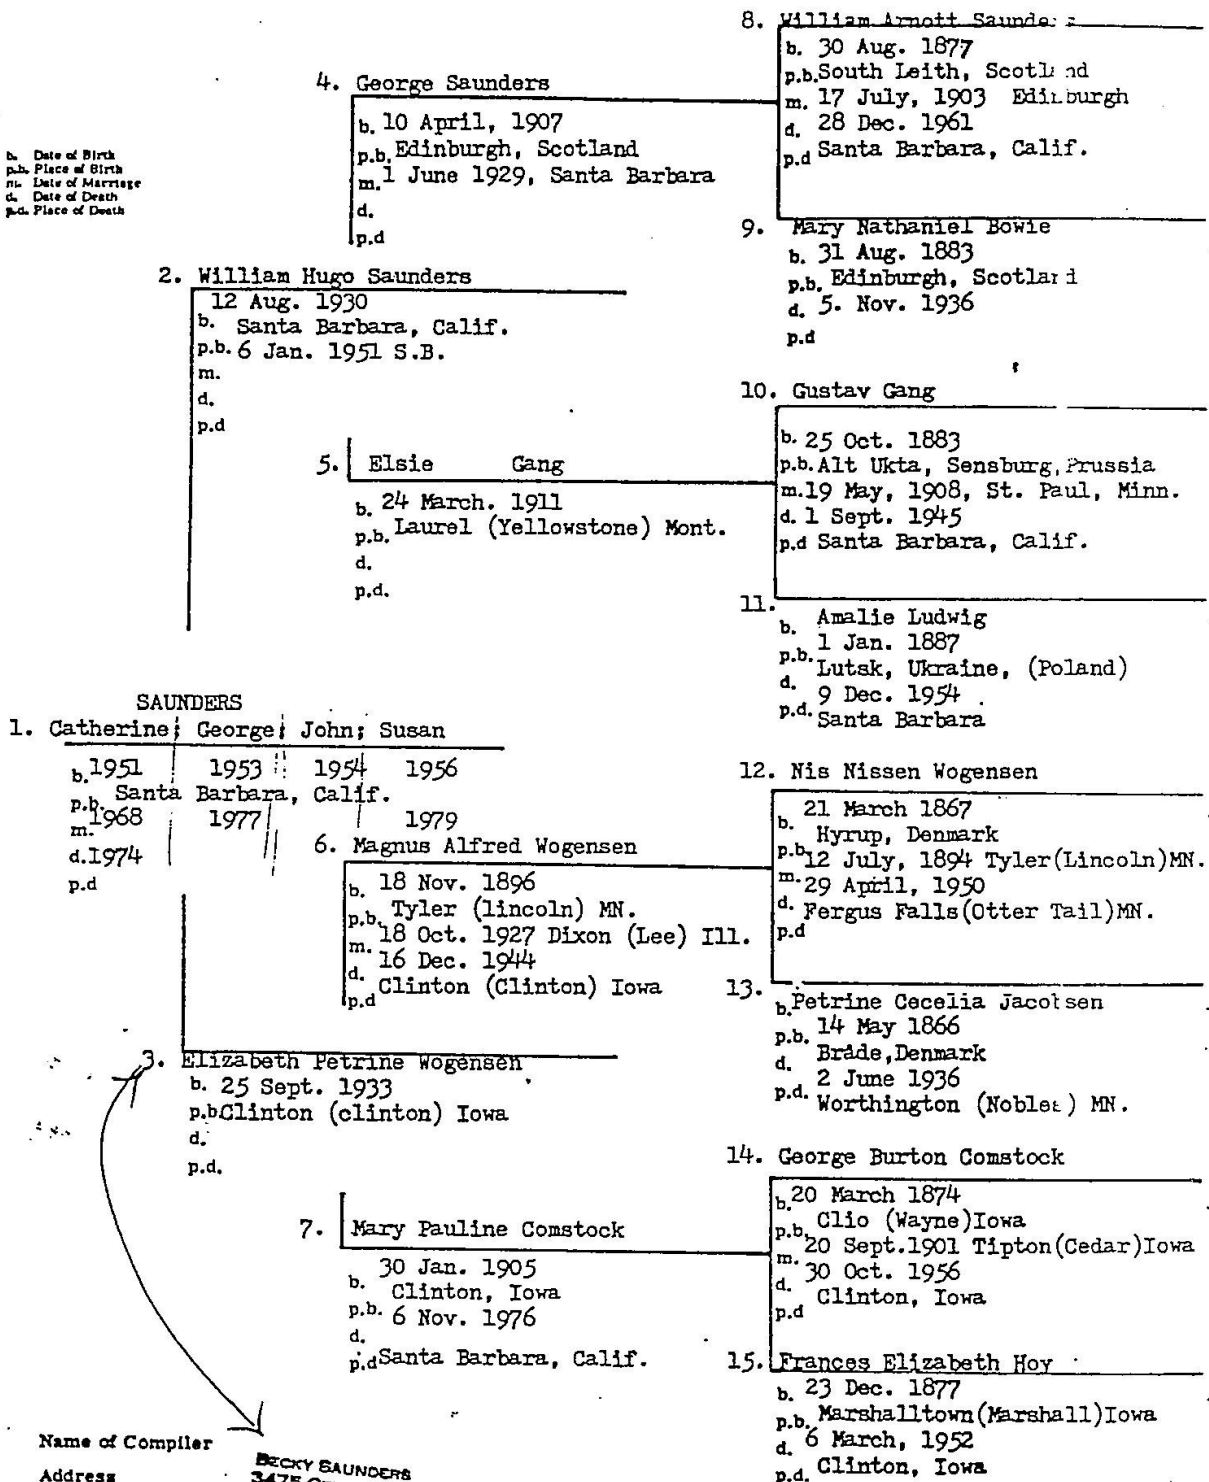 8. William Arnott Saunders
b. 30 Aug. 1877
p.b. South Leith, Scotland
m. 17 July, 1903 Edinburgh
d. 28 Dec. 1961
p.d Santa Barbara, Calif.
4. George Saunders
b. 10 April, 1907
p.b. Edinburgh, Scotland
m. 1 June 1929, Santa Barbara
d.
p.d
b. Date of Birth
p.b. Place of Birth
m. Date of Marriage
d. Date of Death
p.d. Place of Death
9. Mary Nathaniel Bowie
b. 31 Aug. 1883
p.b. Edinburgh, Scotland
d. 5. Nov. 1936
p.d
2. William Hugo Saunders
12 Aug. 1930
b. Santa Barbara, Calif.
p.b. 6 Jan. 1951 S.B.
m.
d.
p.d
10. Gustav Gang
b. 25 Oct. 1883
p.b. Alt Ukta, Sensburg, Prussia
m. 19 May, 1908, St. Paul, Minn.
d. 1 Sept. 1945
p.d Santa Barbara, Calif.
5. Elsie Gang
b. 24 March. 1911
p.b. Laurel (Yellowstone) Mont.
d.
p.d.
11. Amalie Ludwig
b. 1 Jan. 1887
p.b. Lutsk, Ukraine, (Poland)
d. 9 Dec. 1954
p.d. Santa Barbara
SAUNDERS
1. Catherine; George; John; Susan
b. 1951 1953 1954 1956
p.b. Santa Barbara, Calif.
m. 1968 1977 1979
d. 1974
p.d
12. Nis Nissen Wogensen
21 March 1867
b. Hyrup, Denmark
p.b. 12 July, 1894 Tyler(Lincoln)MN.
m. 29 April, 1950
d. Fergus Falls(Otter Tail)MN.
p.d
6. Magnus Alfred Wogensen
b. 18 Nov. 1896
p.b. Tyler (lincoln) MN.
m. 18 Oct. 1927 Dixon (Lee) Ill.
d. 16 Dec. 1944
p.d Clinton (Clinton) Iowa
13.
b. Petrine Cecelia Jacobsen
p.b. 14 May 1866
d. Brade, Denmark
2 June 1936
p.d. Worthington (Nobles) MN.
3. Elizabeth Petrine Wogensen
b. 25 Sept. 1933
p.b. Clinton (clinton) Iowa
d.
p.d.
14. George Burton Comstock
b. 20 March 1874
p.b. Clio (Wayne)Iowa
m. 20 Sept.1901 Tipton(Cedar)Iowa
d. 30 Oct. 1956
p.d Clinton, Iowa
7. Mary Pauline Comstock
30 Jan. 1905
b. Clinton, Iowa
p.b. 6 Nov. 1976
d.
p.d Santa Barbara, Calif.
15. Frances Elizabeth Hoy
b. 23 Dec. 1877
p.b. Marshalltown(Marshall)Iowa
d. 6 March, 1952
p.d. Clinton, Iowa
Name of Compiler
BECKY SAUNDERS
Address
3475